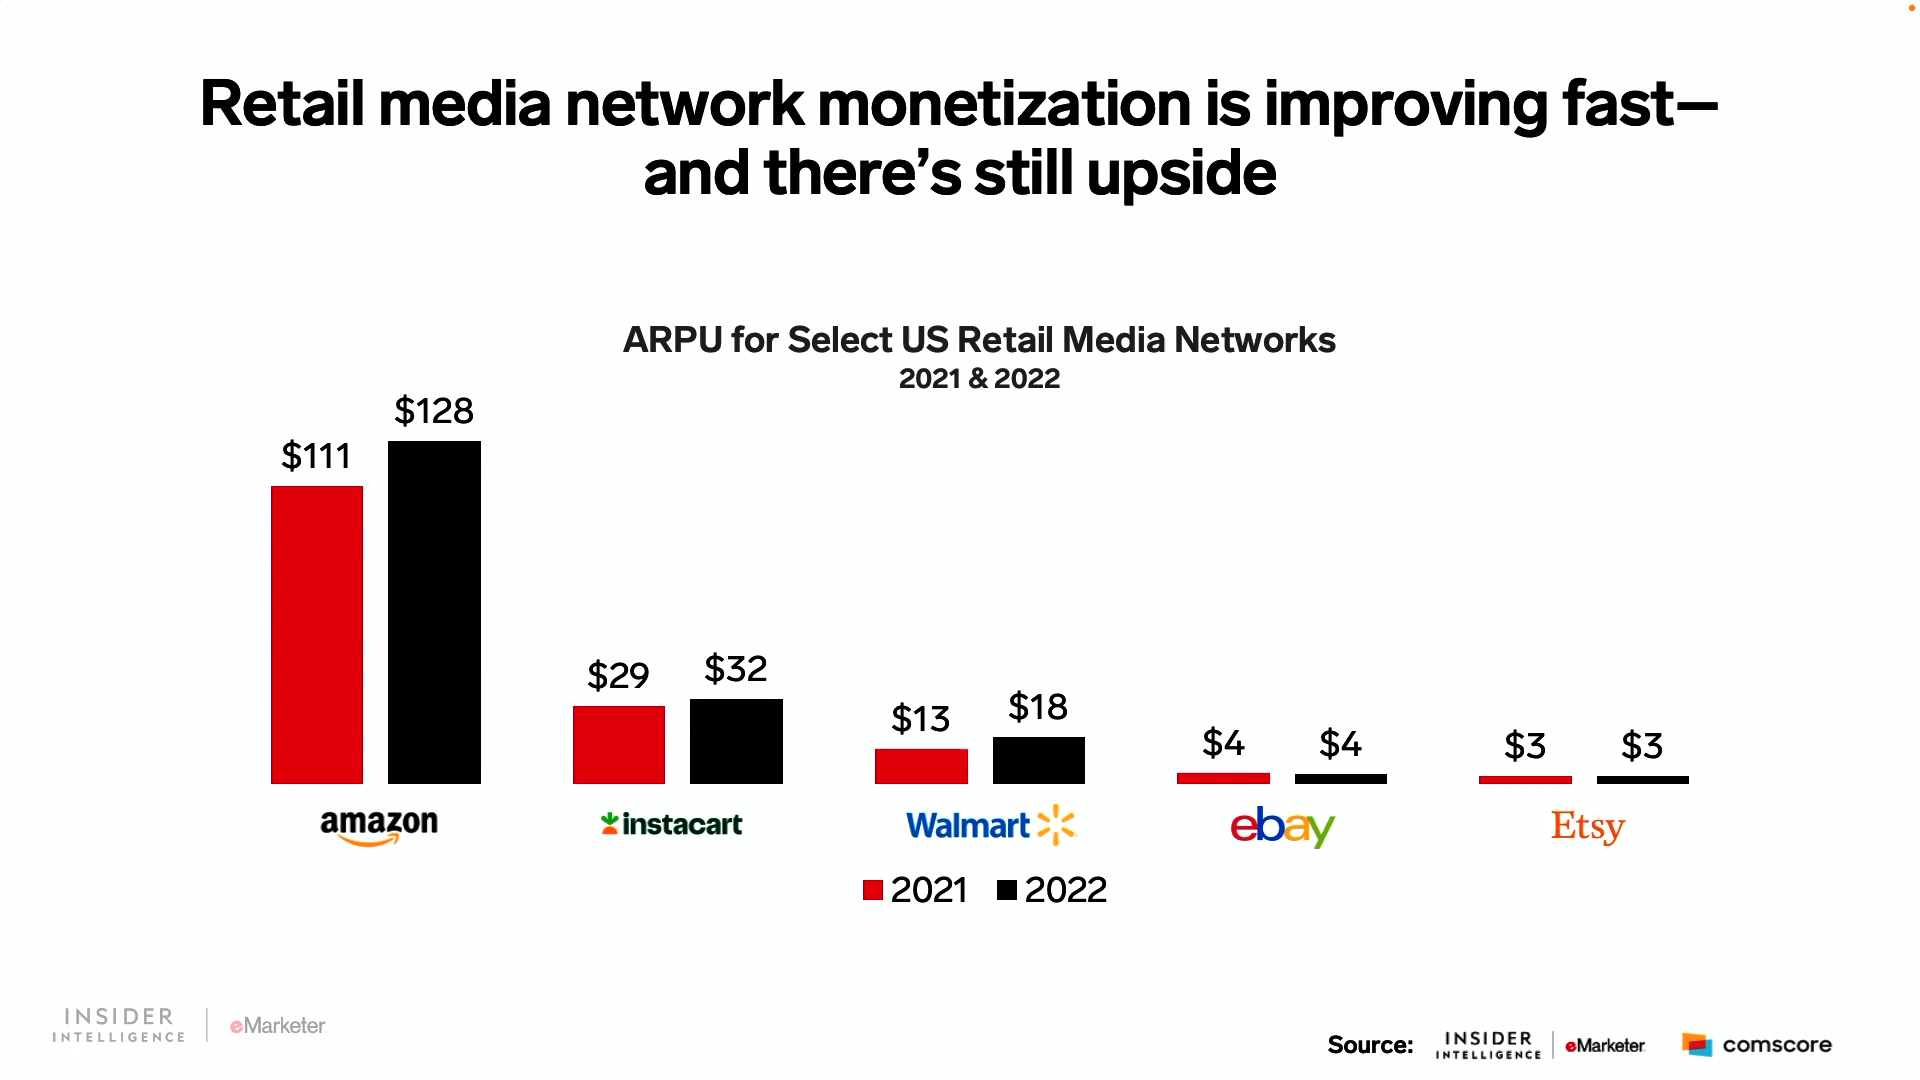 Retail media network monetization is improving fast—
and there's still upside
ARPU for Select US Retail Media Networks
2021 & 2022
$111
$128
$29
$32
$13
$18
$4
$4
$3
$3
amazon
instacart
Walmart
ebay
Etsy
2021
2022
INSIDER
INTELLIGENCE
eMarketer
Source:
INSIDER
INTELLIGENCE
eMarketer
comscore